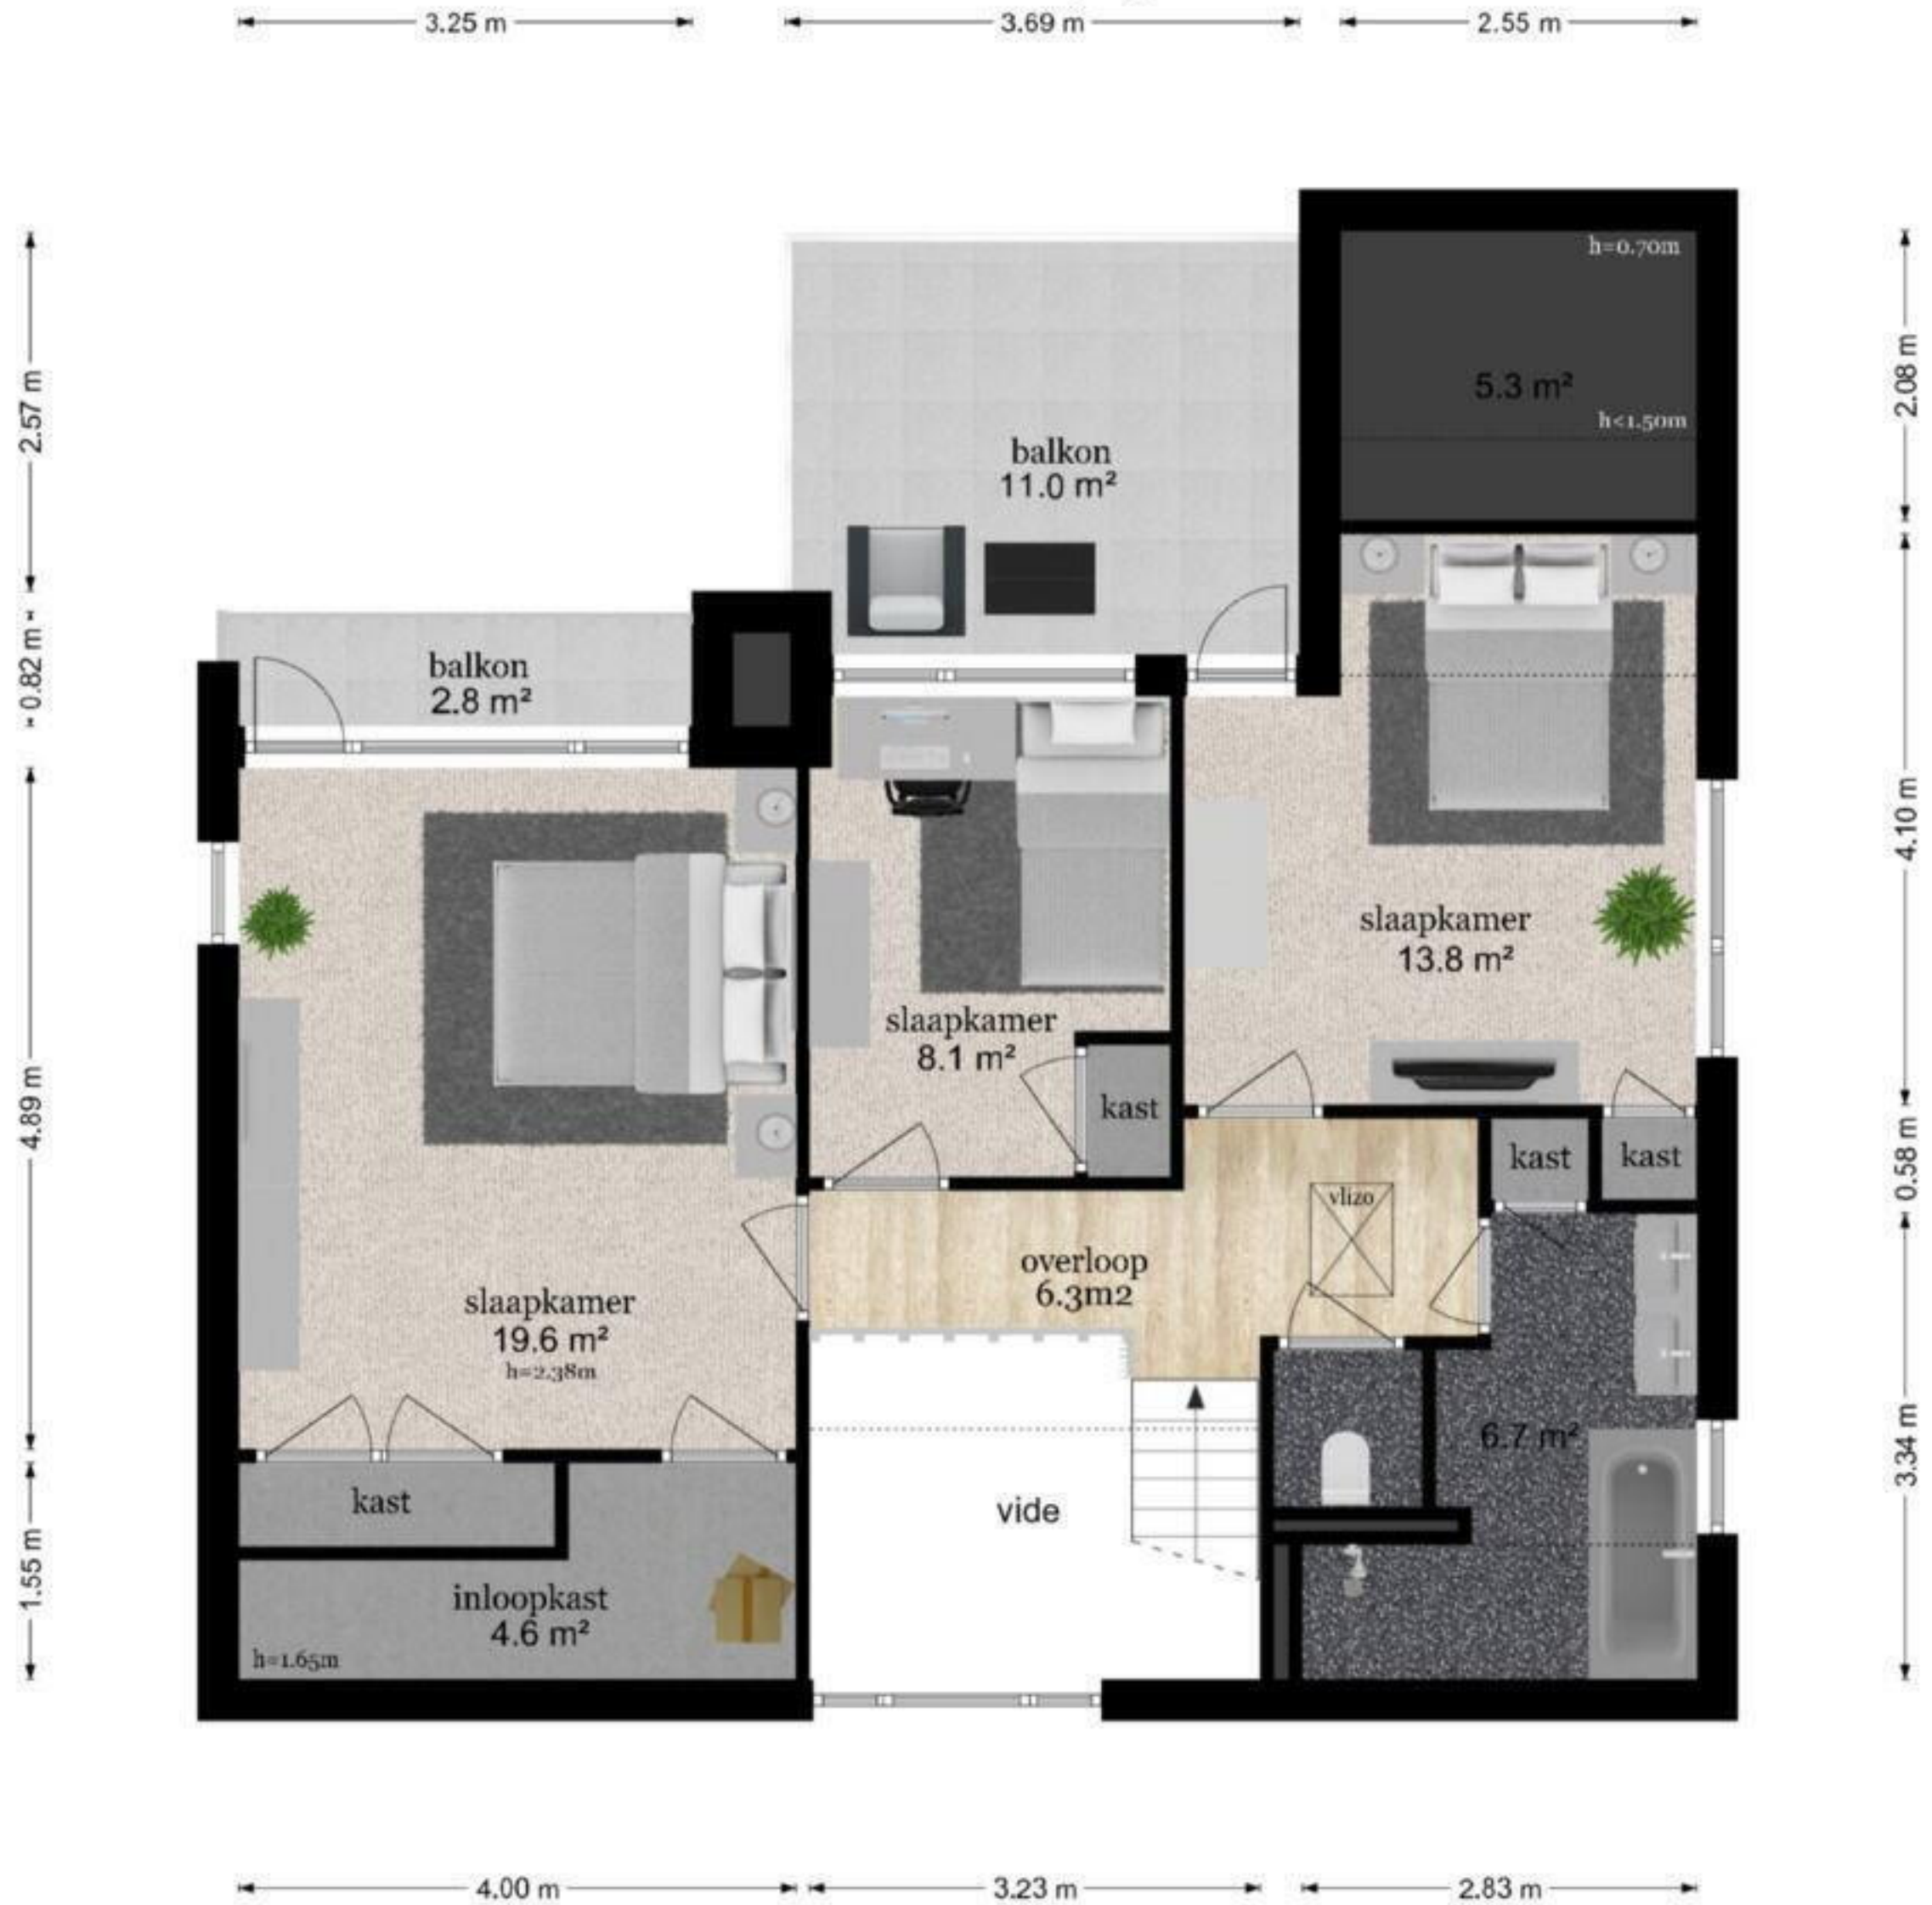 3.25 m
3.69 m
2.55 m
h=0.70m
5.3 m²
h<1.50m
2.57 m
2.08 m
balkon
11.0 m²
0.82 m
balkon
2.8 m²
4.10 m
slaapkamer
13.8 m²
slaapkamer
8.1 m²
kast
4.89 m
kast
kast
0.58 m
vlizo
overloop
6.3m2
slaapkamer
19.6 m²
h=2.38m
6.7 m²
3.34 m
kast
vide
1.55 m
inloopkast
4.6 m²
h=1.65m
4.00 m
3.23 m
2.83 m